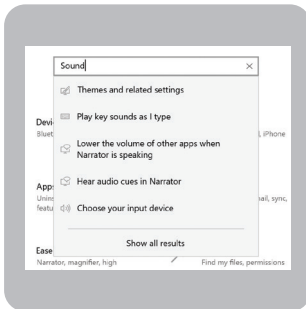 Sound
Themes and related settings
Play key sounds as I type
Lower the volume of other apps when
Narrator is speaking
Hear audio cues in Narrator
Choose your input device
Show all results
Devi
Bluet
, iPhone
App
Unins
ail, sync,
featu
Ease
Narrator, magnifier, high
Find my files, permissions